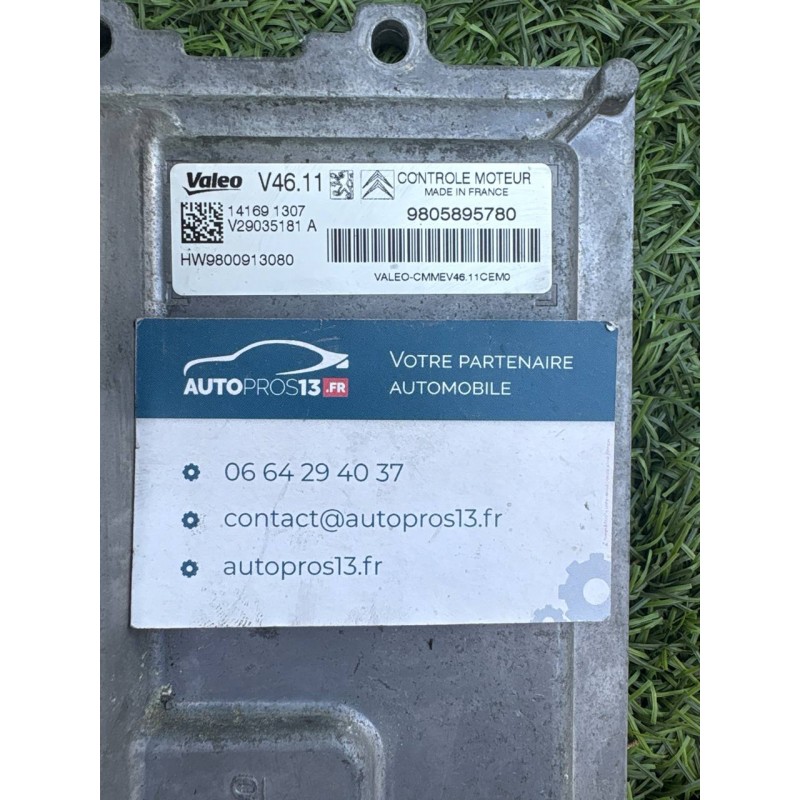 Valeo V46.11 CONTROLE MOTEUR
MADE IN FRANCE
14169 1307
V29035181 A
9805895780
HW9800913080
VALEO-CMMEV46.11CEM0
AUTOPROS13.FR
VOTRE PARTENAIRE
AUTOMOBILE
06 64 29 40 37
contact@autopros13.fr
autopros13.fr